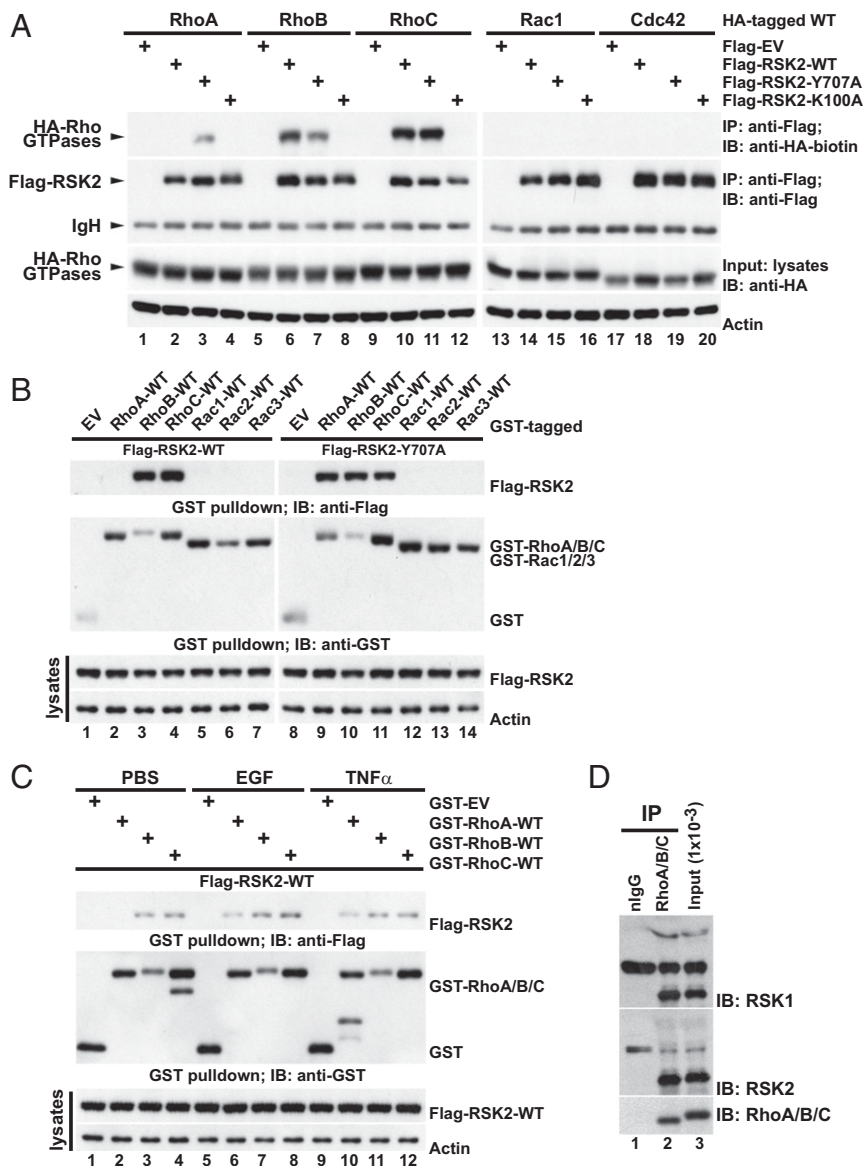 A
RhoA RhoB RhoC Rac1 Cdc42 HA-tagged WT
+ + + + + Flag-EV
+ + + + + Flag-RSK2-WT
+ + + + + Flag-RSK2-Y707A
+ + + + + Flag-RSK2-K100A
HA-Rho
GTPases
IP: anti-Flag;
IB: anti-HA-biotin
Flag-RSK2
IP: anti-Flag;
IB: anti-Flag
IgH
HA-Rho
GTPases
Input: lysates
IB: anti-HA
Actin
1 2 3 4 5 6 7 8 9 10 11 12 13 14 15 16 17 18 19 20
B
EV RhoA-WT RhoB-WT RhoC-WT Rac1-WT Rac2-WT Rac3-WT EV RhoA-WT RhoB-WT RhoC-WT Rac1-WT Rac2-WT Rac3-WT
GST-tagged
Flag-RSK2-WT Flag-RSK2-Y707A
Flag-RSK2
GST pulldown; IB: anti-Flag
GST-RhoA/B/C
GST-Rac1/2/3
GST
GST pulldown; IB: anti-GST
lysates
Flag-RSK2
Actin
1 2 3 4 5 6 7 8 9 10 11 12 13 14
C
PBS EGF TNFα
+ + + GST-EV
+ + + GST-RhoA-WT
+ + + GST-RhoB-WT
+ + + GST-RhoC-WT
Flag-RSK2-WT
Flag-RSK2
GST pulldown; IB: anti-Flag
GST-RhoA/B/C
GST
GST pulldown; IB: anti-GST
lysates
Flag-RSK2-WT
Actin
1 2 3 4 5 6 7 8 9 10 11 12
D
IP
nIgG RhoA/B/C Input (1x10-3)
IB: RSK1
IB: RSK2
IB: RhoA/B/C
1 2 3